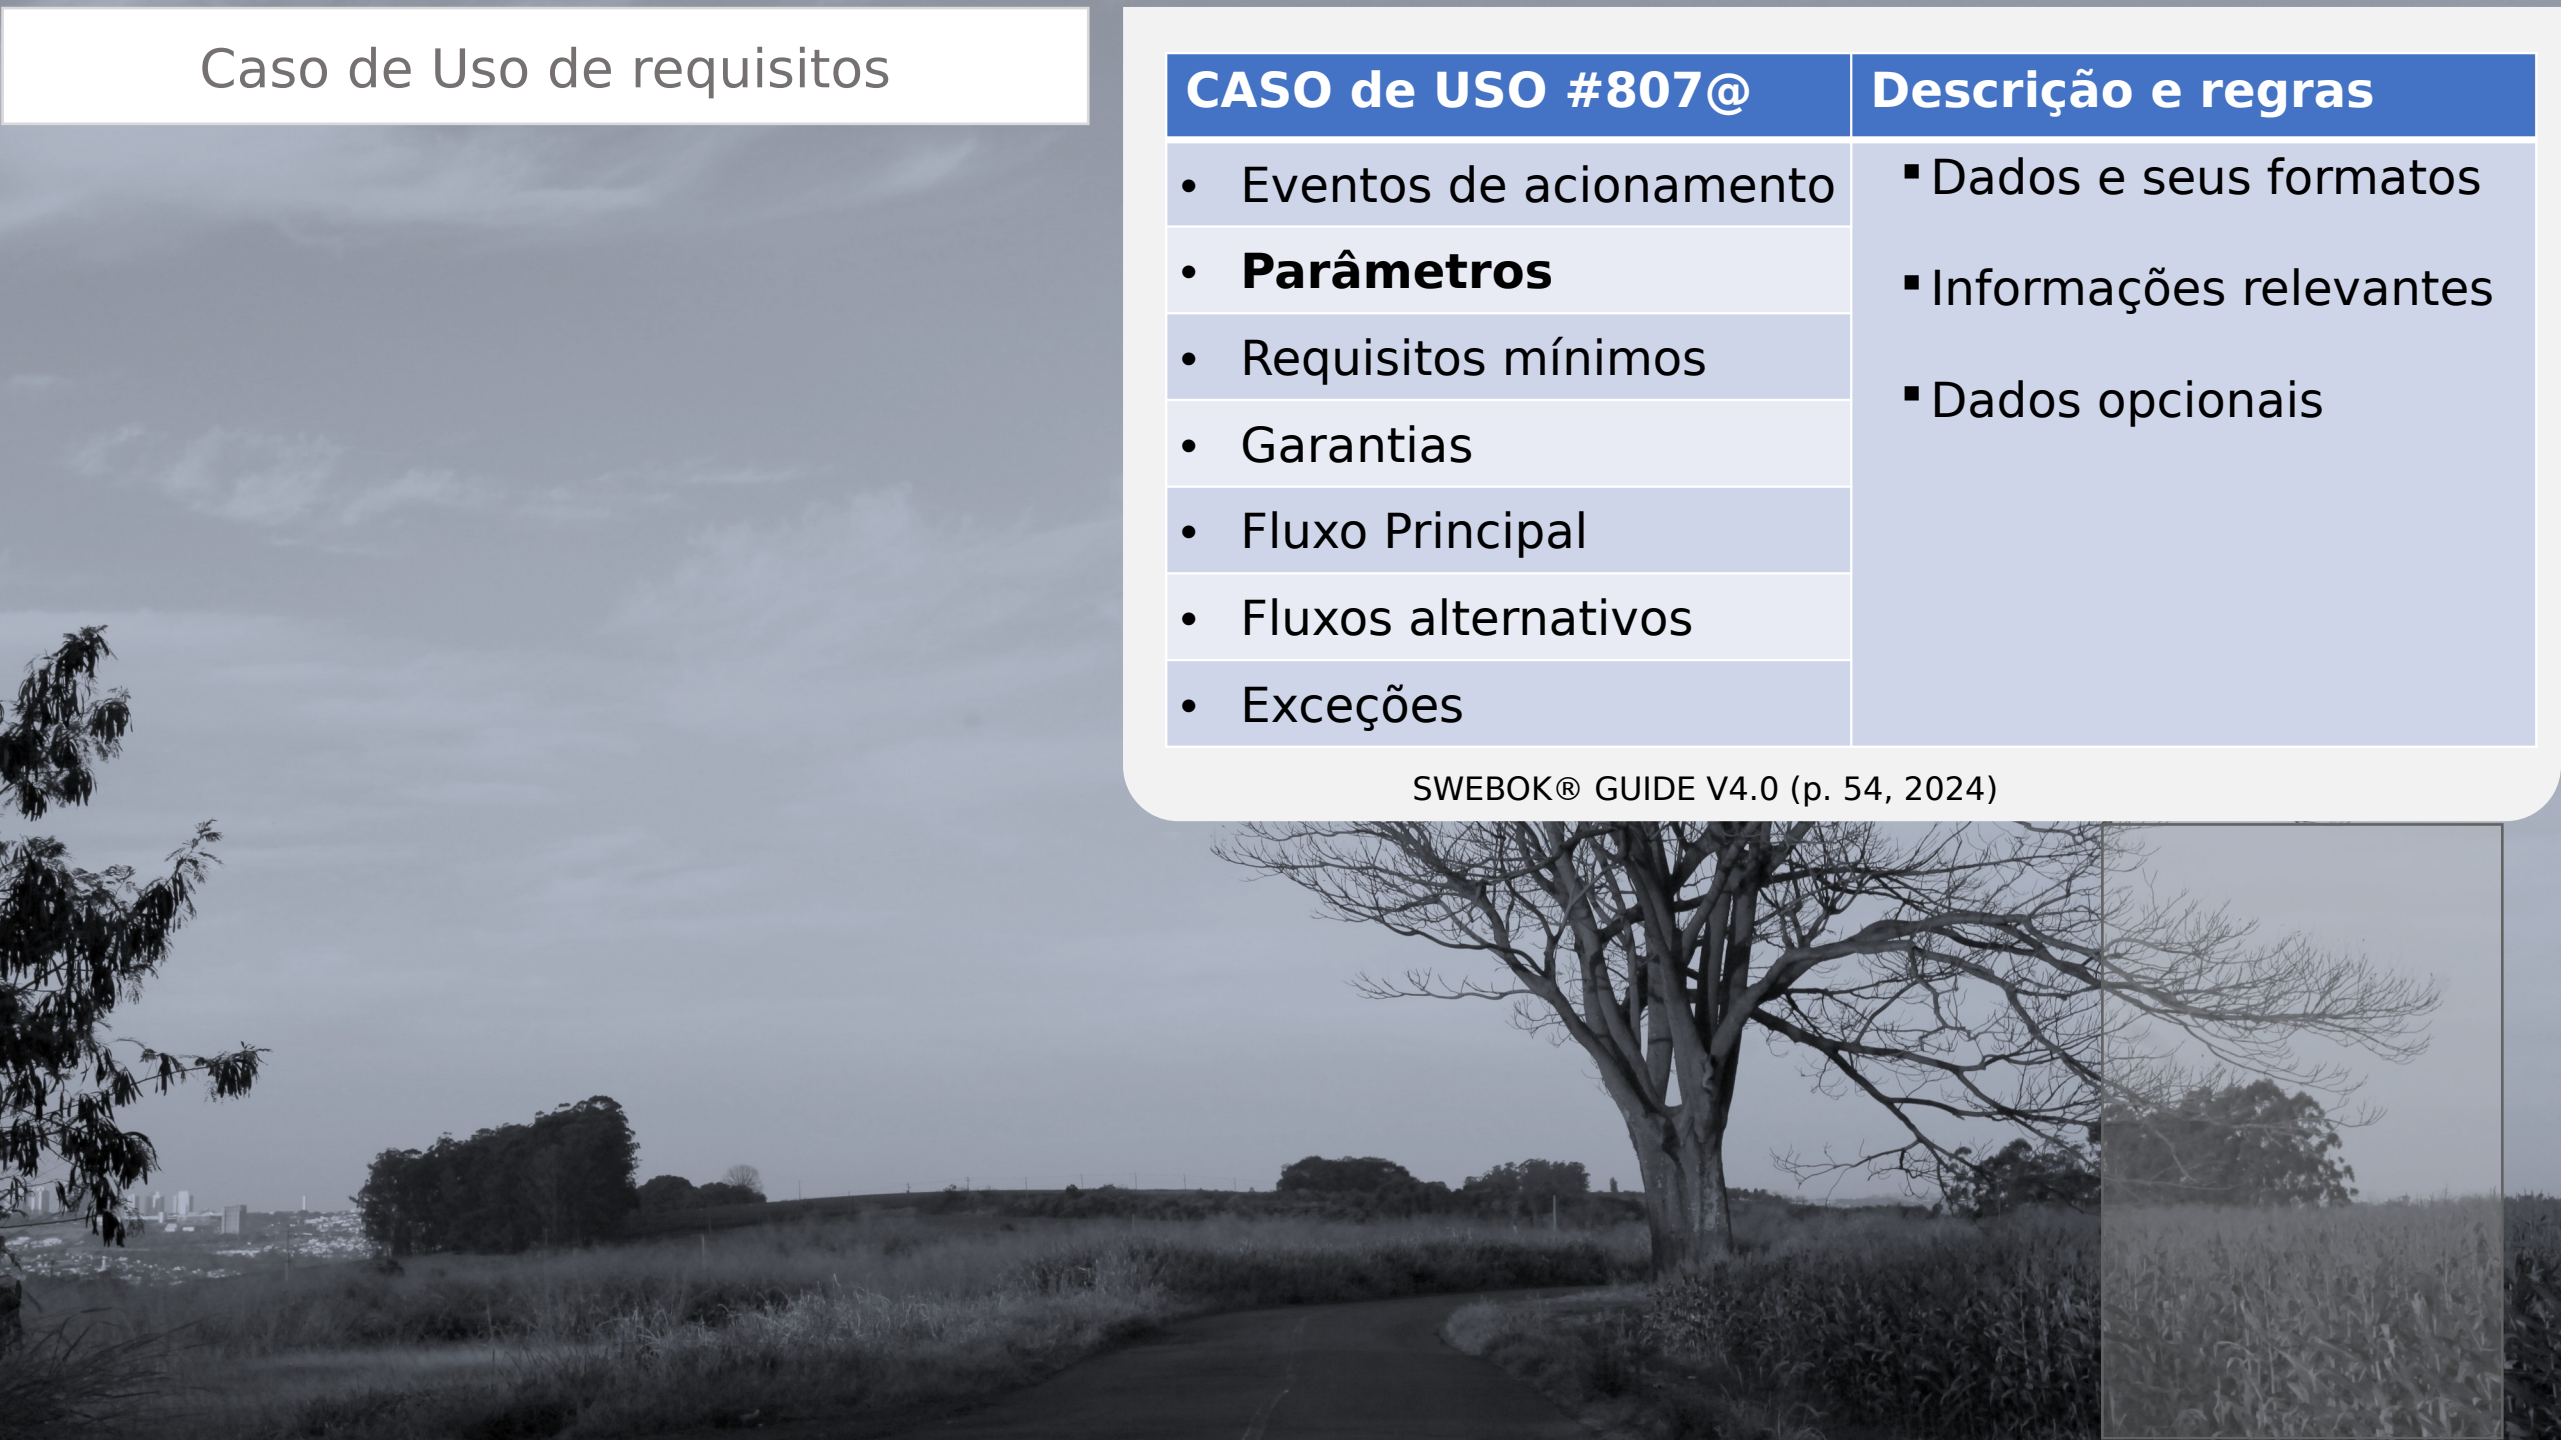 Caso de Uso de requisitos
CASO de USO #807@
Descrição e regras
• Eventos de acionamento
• Parâmetros
• Requisitos mínimos
• Garantias
• Fluxo Principal
• Fluxos alternativos
• Exceções
▪ Dados e seus formatos
▪ Informações relevantes
▪ Dados opcionais
SWEBOK® GUIDE V4.0 (p. 54, 2024)